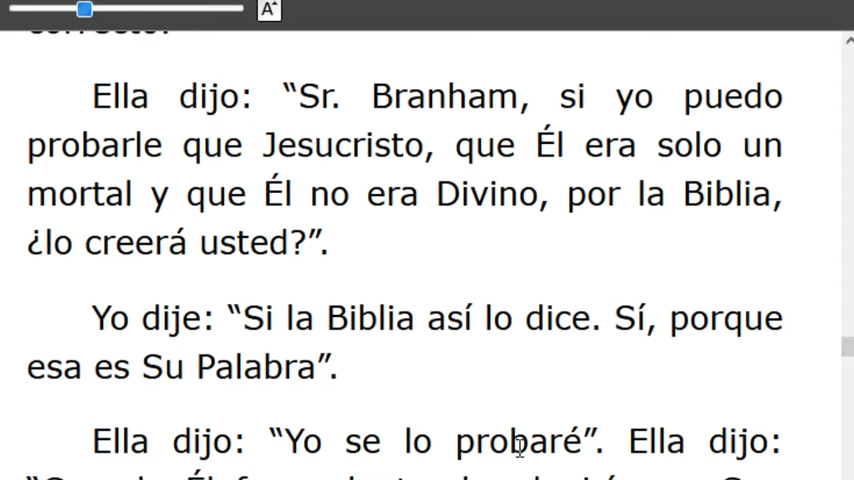 A
Ella dijo: “Sr. Branham, si yo puedo
probarle que Jesucristo, que Él era solo un
mortal y que Él no era Divino, por la Biblia,
¿lo creerá usted?”.
Yo dije: “Si la Biblia así lo dice. Sí, porque
esa es Su Palabra”.
Ella dijo: “Yo se lo probaré”. Ella dijo: